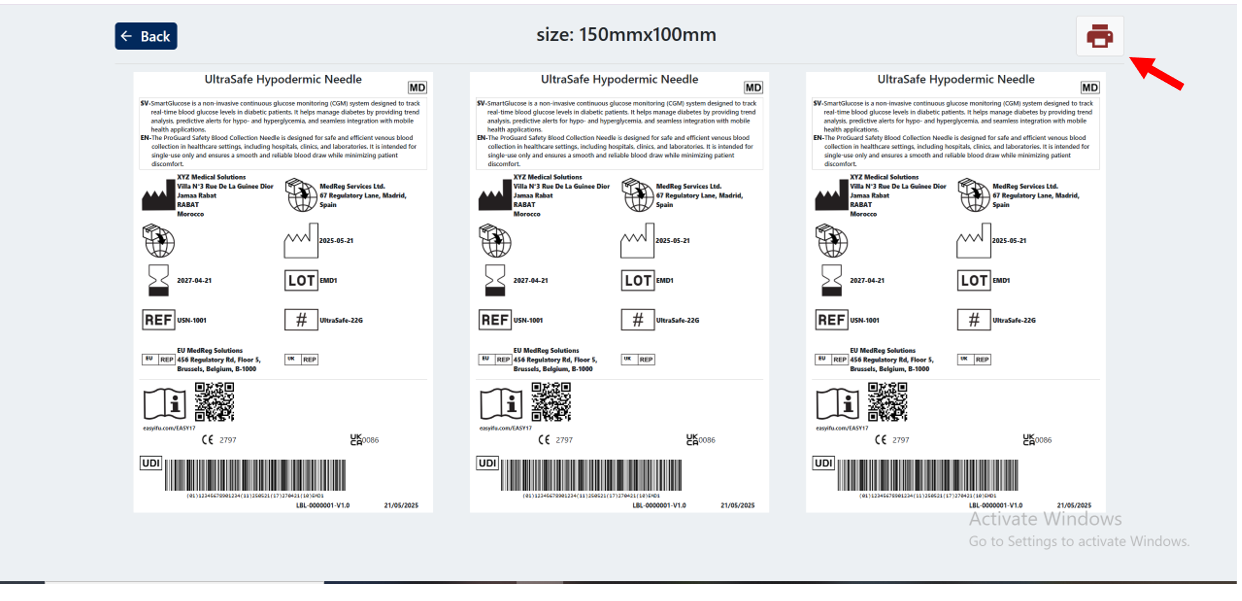 Back
size: 150mmx100mm
UltraSafe Hypodermic Needle
MD
SV-SmartGlucose is a non-invasive continuous glucose monitoring (CGM) system designed to track
real-time blood glucose levels in diabetic patients. It helps manage diabetes by providing trend
analysis, predictive alerts for hypo- and hyperglycemia, and seamless integration with mobile
health applications.
EN-The ProGuard Safety Blood Collection Needle is designed for safe and efficient venous blood
collection in healthcare settings, including hospitals, clinics, and laboratories. It is intended for
single-use only and ensures a smooth and reliable blood draw while minimizing patient
discomfort.
XYZ Medical Solutions
Villa N°3 Rue De La Guinee Dior
Jamaa Rabat
RABAT
Morocco
MedReg Services Ltd.
67 Regulatory Lane, Madrid,
Spain
2025-05-21
2027-04-21
LOT EMD1
REF USN-1001
# UltraSafe-22G
EU REP
EU MedReg Solutions
456 Regulatory Rd, Floor 5,
Brussels, Belgium, B-1000
UK REP
easyifu.com/EASY17
CE 2797
UK CA 0086
UDI
(01)12345678901234(11)250521(17)270421(10)EMD1
LBL-0000001-V1.0 21/05/2025
UltraSafe Hypodermic Needle
MD
SV-SmartGlucose is a non-invasive continuous glucose monitoring (CGM) system designed to track
real-time blood glucose levels in diabetic patients. It helps manage diabetes by providing trend
analysis, predictive alerts for hypo- and hyperglycemia, and seamless integration with mobile
health applications.
EN-The ProGuard Safety Blood Collection Needle is designed for safe and efficient venous blood
collection in healthcare settings, including hospitals, clinics, and laboratories. It is intended for
single-use only and ensures a smooth and reliable blood draw while minimizing patient
discomfort.
XYZ Medical Solutions
Villa N°3 Rue De La Guinee Dior
Jamaa Rabat
RABAT
Morocco
MedReg Services Ltd.
67 Regulatory Lane, Madrid,
Spain
2025-05-21
2027-04-21
LOT EMD1
REF USN-1001
# UltraSafe-22G
EU REP
EU MedReg Solutions
456 Regulatory Rd, Floor 5,
Brussels, Belgium, B-1000
UK REP
easyifu.com/EASY17
CE 2797
UK CA 0086
UDI
(01)12345678901234(11)250521(17)270421(10)EMD1
LBL-0000001-V1.0 21/05/2025
UltraSafe Hypodermic Needle
MD
SV-SmartGlucose is a non-invasive continuous glucose monitoring (CGM) system designed to track
real-time blood glucose levels in diabetic patients. It helps manage diabetes by providing trend
analysis, predictive alerts for hypo- and hyperglycemia, and seamless integration with mobile
health applications.
EN-The ProGuard Safety Blood Collection Needle is designed for safe and efficient venous blood
collection in healthcare settings, including hospitals, clinics, and laboratories. It is intended for
single-use only and ensures a smooth and reliable blood draw while minimizing patient
discomfort.
XYZ Medical Solutions
Villa N°3 Rue De La Guinee Dior
Jamaa Rabat
RABAT
Morocco
MedReg Services Ltd.
67 Regulatory Lane, Madrid,
Spain
2025-05-21
2027-04-21
LOT EMD1
REF USN-1001
# UltraSafe-22G
EU REP
EU MedReg Solutions
456 Regulatory Rd, Floor 5,
Brussels, Belgium, B-1000
UK REP
easyifu.com/EASY17
CE 2797
UK CA 0086
UDI
(01)12345678901234(11)250521(17)270421(10)EMD1
LBL-0000001-V1.0 21/05/2025
Activate Windows
Go to Settings to activate Windows.